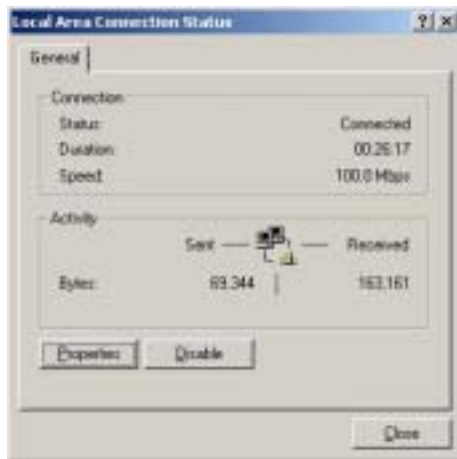 Local Area Connection Status
General
Connection
Status: Connected
Duration: 00:26:17
Speed: 100.0 Mbps
Activity
Sent — — Received
Bytes: 69,344 | 163,161
Properties Disable
Close